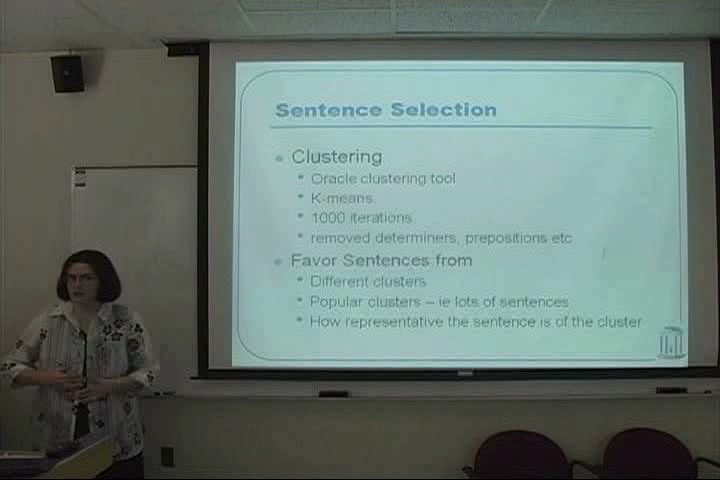 Sentence Selection
Clustering
Oracle clustering tool
K-means
1000 iterations
removed determiners, prepositions etc
Favor Sentences from
Different clusters
Popular clusters – ie lots of sentences
How representative the sentence is of the cluster